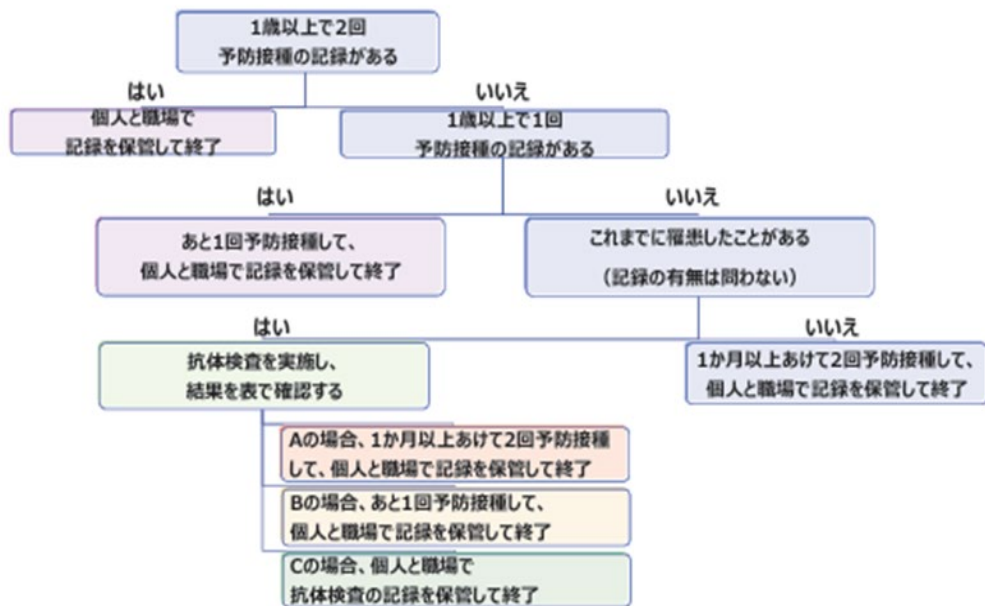 1歳以上で2回
予防接種の記録がある
はい
いいえ
個人と職場で
記録を保管して終了
1歳以上で1回
予防接種の記録がある
はい
いいえ
あと1回予防接種して、
個人と職場で記録を保管して終了
これまでに罹患したことがある
（記録の有無は問わない）
はい
いいえ
抗体検査を実施し、
結果を表で確認する
1か月以上あけて2回予防接種して、
個人と職場で記録を保管して終了
Aの場合、1か月以上あけて2回予防接種
して、個人と職場で記録を保管して終了
Bの場合、あと1回予防接種して、
個人と職場で記録を保管して終了
Cの場合、個人と職場で
抗体検査の記録を保管して終了